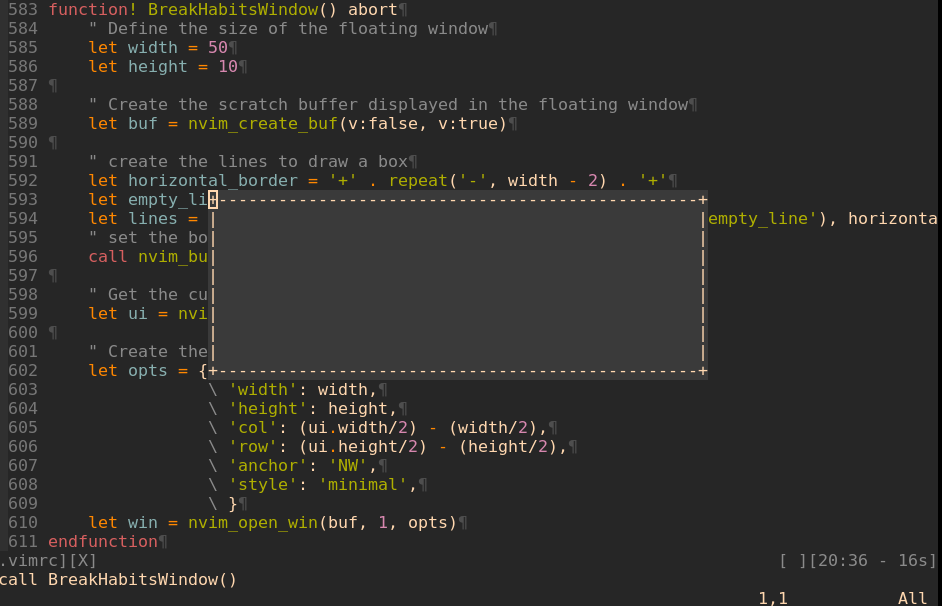 583 function! BreakHabitsWindow() abort¶
584     " Define the size of the floating window¶
585     let width = 50¶
586     let height = 10¶
587 ¶
588     " Create the scratch buffer displayed in the floating window¶
589     let buf = nvim_create_buf(v:false, v:true)¶
590 ¶
591     " create the lines to draw a box¶
592     let horizontal_border = '+' . repeat('-', width - 2) . '+'¶
593     let empty_li+------------------------------------------------+
594     let lines = |                                                |empty_line'), horizonta
595     " set the bo|                                                |
596     call nvim_bu|                                                |
597 ¶               |                                                |
598     " Get the cu|                                                |
599     let ui = nvi|                                                |
600 ¶               |                                                |
601     " Create the|                                                |
602     let opts = {+------------------------------------------------+
603                 \ 'width': width,¶
604                 \ 'height': height,¶
605                 \ 'col': (ui.width/2) - (width/2),¶
606                 \ 'row': (ui.height/2) - (height/2),¶
607                 \ 'anchor': 'NW',¶
608                 \ 'style': 'minimal',¶
609                 \ }¶
610     let win = nvim_open_win(buf, 1, opts)¶
611 endfunction¶
.vimrc][X] [ ][20:36 - 16s]
call BreakHabitsWindow()
1,1 All